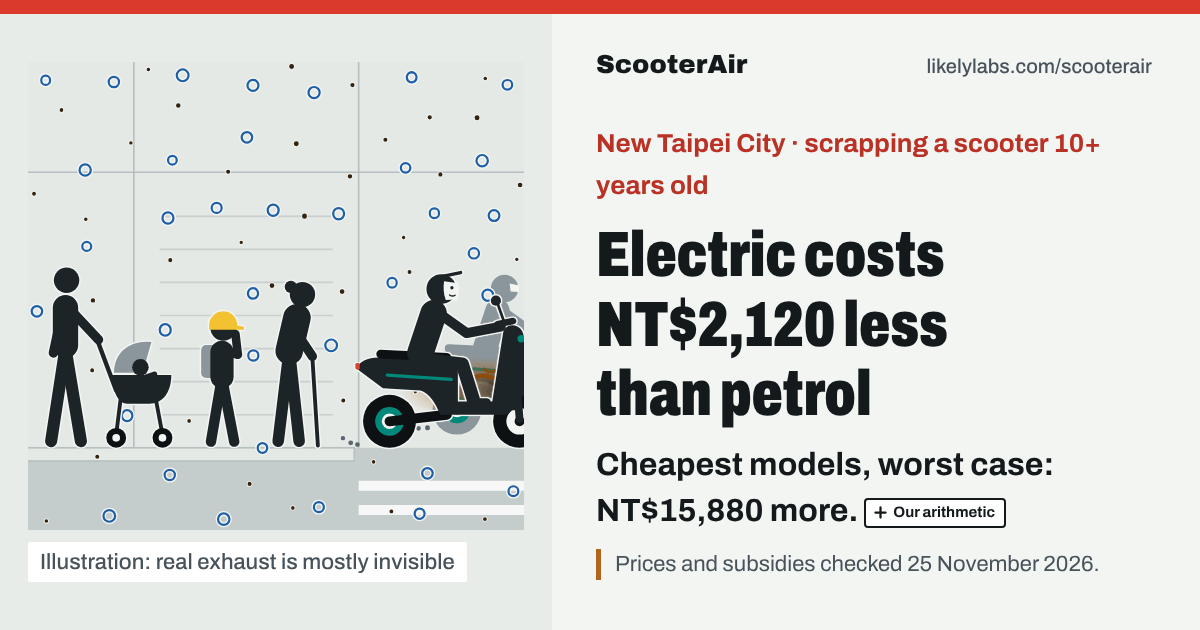 ScooterAir
likelylabs.com/scooterair
New Taipei City · scrapping a scooter 10+
years old
Electric costs
NT$2,120 less
than petrol
Cheapest models, worst case:
NT$15,880 more. + Our arithmetic
Prices and subsidies checked 25 November 2026.
Illustration: real exhaust is mostly invisible